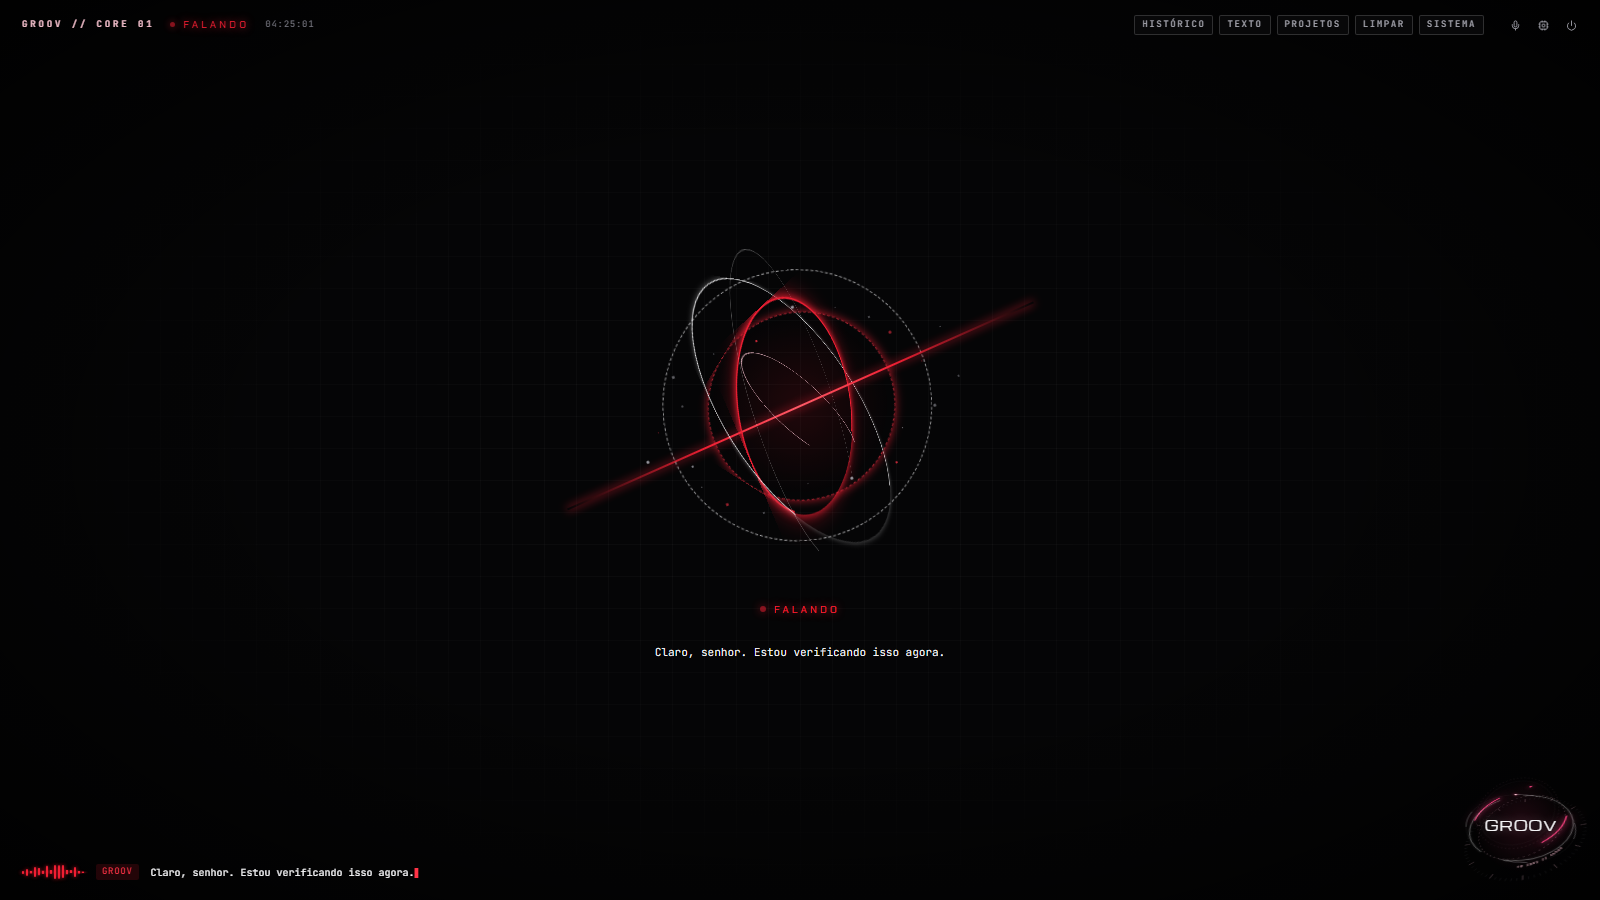 GROOV // CORE 01
FALANDO
04:25:01
HISTÓRICO
TEXTO
PROJETOS
LIMPAR
SISTEMA
FALANDO
Claro, senhor. Estou verificando isso agora.
GROOV
Claro, senhor. Estou verificando isso agora.
GROOV